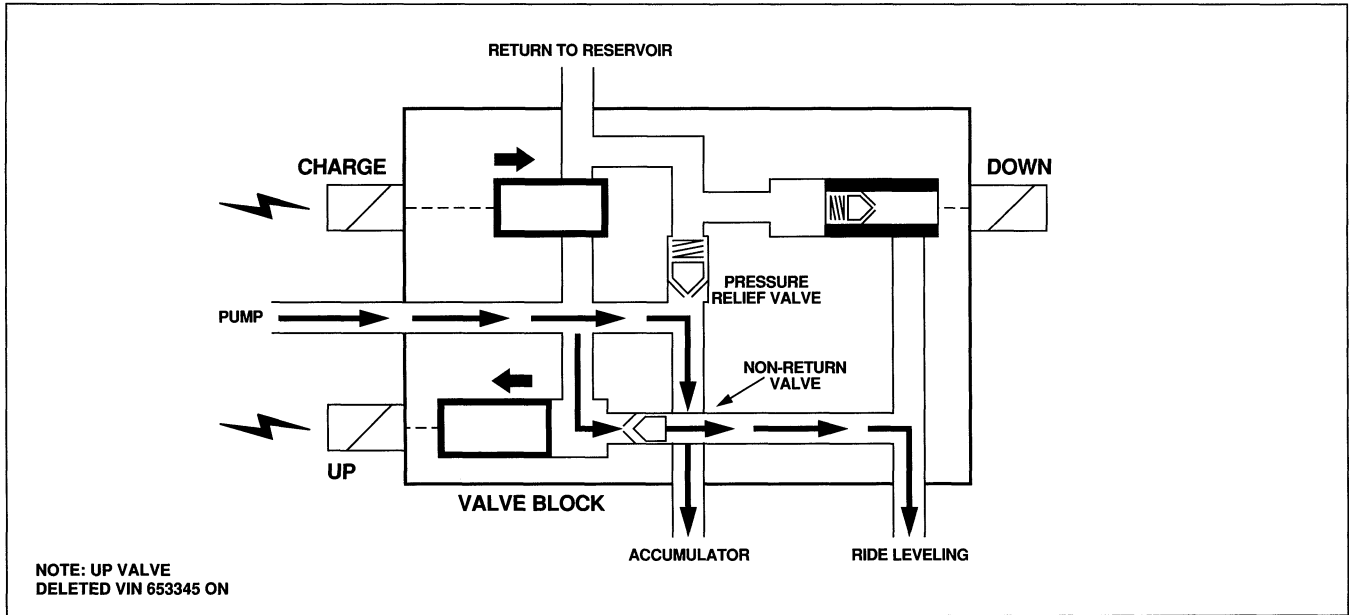 RETURN TO RESERVOIR
CHARGE
DOWN
PRESSURE
RELIEF VALVE
PUMP
NON-RETURN
VALVE
UP
VALVE BLOCK
ACCUMULATOR
RIDE LEVELING
NOTE: UP VALVE
DELETED VIN 653345 ON